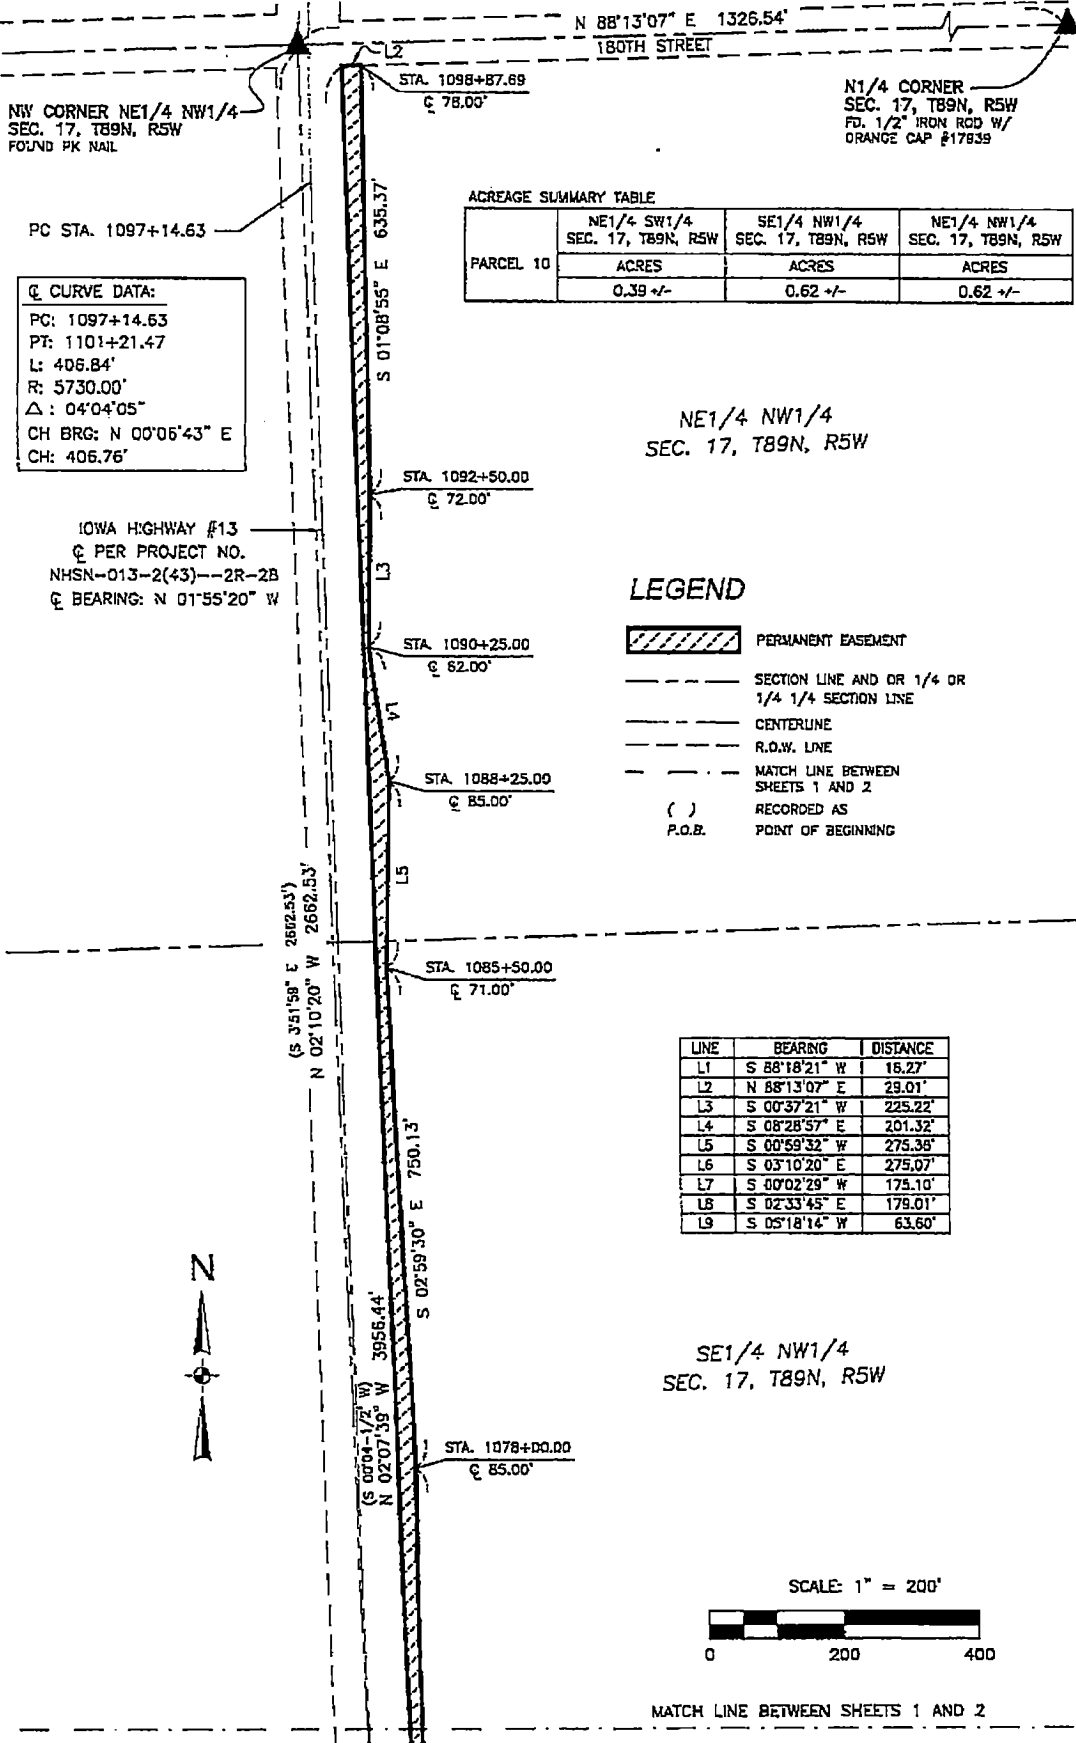 N 88°13'07" E 1326.54'
180TH STREET
L2
STA. 1098+87.69
℄ 78.00'
NW CORNER NE1/4 NW1/4
SEC. 17, T89N, R5W
FOUND PK NAIL
N1/4 CORNER
SEC. 17, T89N, R5W
FD. 1/2" IRON ROD W/
ORANGE CAP #17839
PC STA. 1097+14.63
S 01°08'56" E 635.37'
ACREAGE SUMMARY TABLE
PARCEL 10
NE1/4 SW1/4 SEC. 17, T89N, R5W
SE1/4 NW1/4 SEC. 17, T89N, R5W
NE1/4 NW1/4 SEC. 17, T89N, R5W
ACRES ACRES ACRES
0.39 +/- 0.62 +/- 0.62 +/-
℄ CURVE DATA:
PC: 1097+14.63
PT: 1101+21.47
L: 406.84'
R: 5730.00'
△: 04°04'05"
CH BRG: N 00°06'43" E
CH: 406.76'
NE1/4 NW1/4
SEC. 17, T89N, R5W
STA. 1092+50.00
℄ 72.00'
IOWA HIGHWAY #13
℄ PER PROJECT NO.
NHSN-013-2(43)--2R-28
℄ BEARING: N 01°55'20" W
L3
STA. 1090+25.00
℄ 62.00'
L4
STA. 1088+25.00
℄ 85.00'
L5
LEGEND
PERMANENT EASEMENT
SECTION LINE AND OR 1/4 OR
1/4 1/4 SECTION LINE
CENTERLINE
R.O.W. LINE
MATCH LINE BETWEEN
SHEETS 1 AND 2
( ) RECORDED AS
P.O.B. POINT OF BEGINNING
(S 3°51'59" E 2662.53')
N 02°10'20" W 2662.53'
STA. 1085+50.00
℄ 71.00'
LINE BEARING DISTANCE
L1 S 88°18'21" W 16.27'
L2 N 88°13'07" E 29.01'
L3 S 00°37'21" W 225.22'
L4 S 08°28'57" E 201.32'
L5 S 00°59'32" W 275.38'
L6 S 03°10'20" E 275.07'
L7 S 00°02'29" W 175.10'
L8 S 02°33'45" E 179.01'
L9 S 05°18'14" W 63.60'
S 02°59'30" E 750.13'
N
(S 00°04-1/2' W)
N 02°07'39" W 3956.44'
SE1/4 NW1/4
SEC. 17, T89N, R5W
STA. 1078+00.00
℄ 85.00'
SCALE: 1" = 200'
0 200 400
MATCH LINE BETWEEN SHEETS 1 AND 2